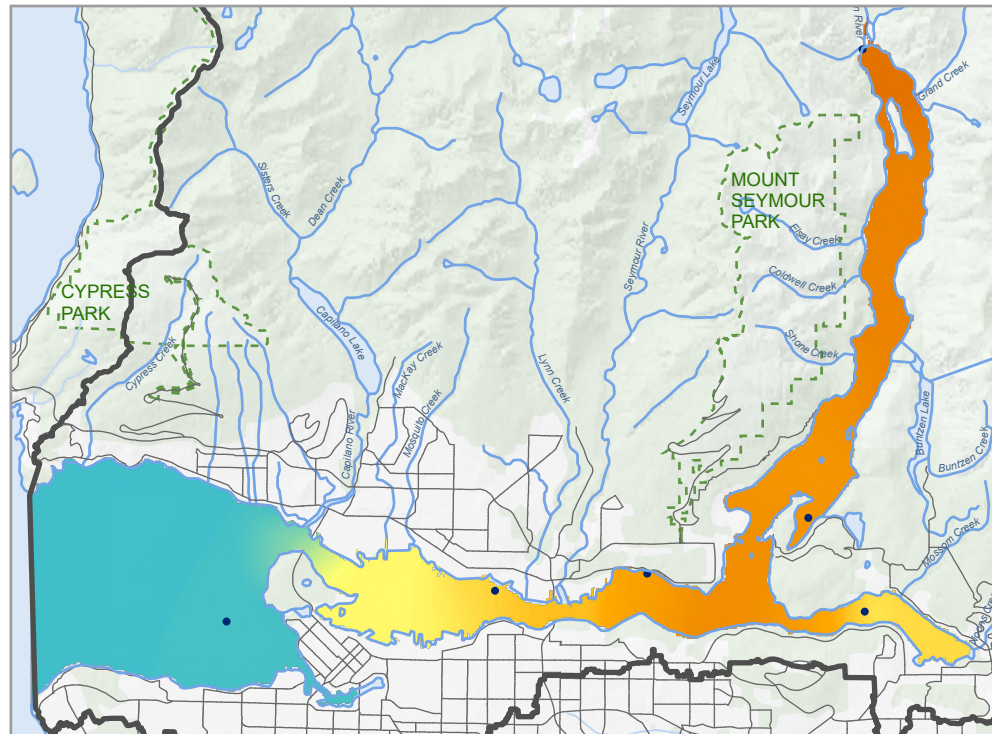 River
Grand Creek
Seymour Lake
MOUNT
SEYMOUR
PARK
Sisters Creek
Dean Creek
Elsay Creek
Seymour River
Coldwell Creek
CYPRESS
PARK
Capilano Lake
Shone Creek
Cypress Creek
MacKay Creek
Lynn Creek
Mosquito Creek
Buntzen Lake
Capilano River
Buntzen Creek
Mossom Creek